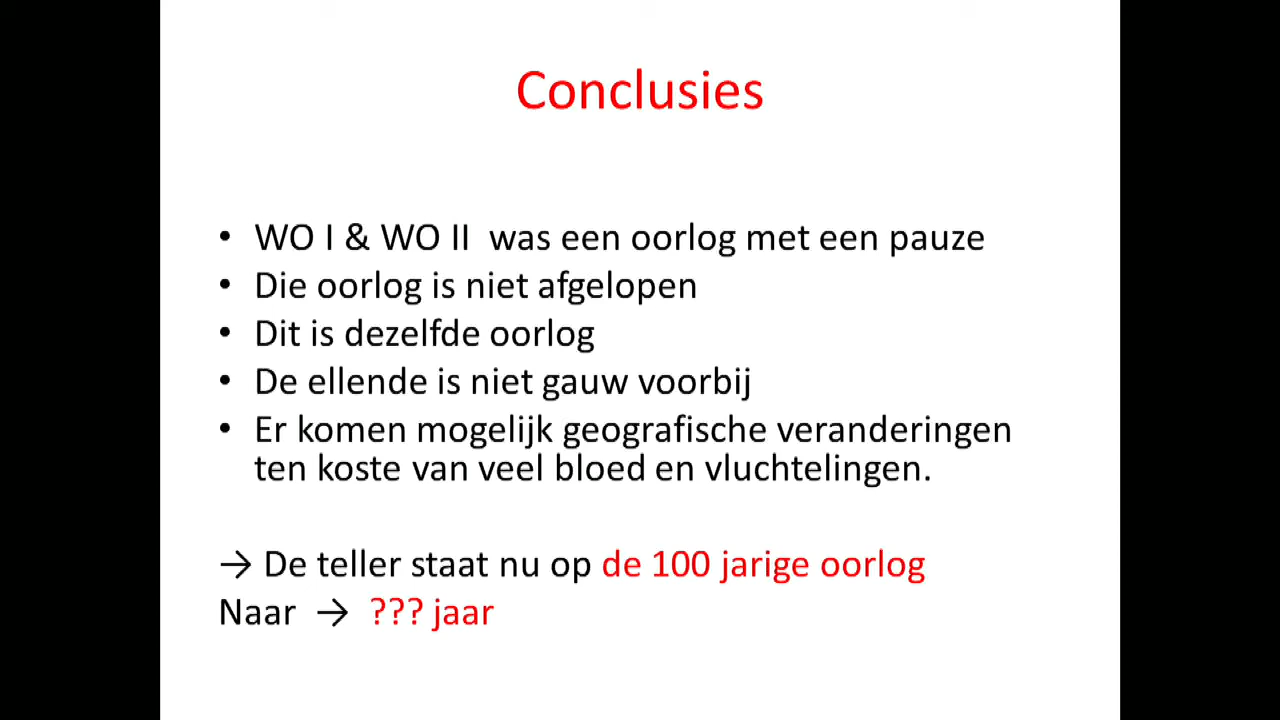 Conclusies
• WO I & WO II was een oorlog met een pauze
• Die oorlog is niet afgelopen
• Dit is dezelfde oorlog
• De ellende is niet gauw voorbij
• Er komen mogelijk geografische veranderingen
ten koste van veel bloed en vluchtelingen.
→ De teller staat nu op de 100 jarige oorlog
Naar → ??? jaar